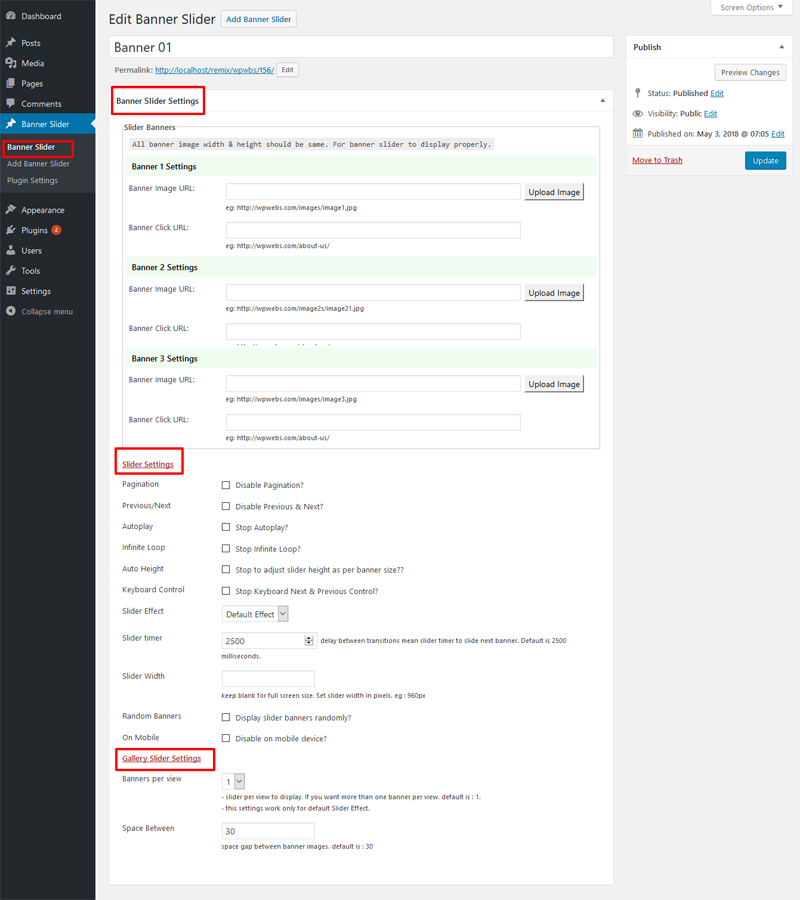 Screen Options
Dashboard
Posts
Media
Pages
Comments
Banner Slider
Banner Slider
Add Banner Slider
Plugin Settings
Appearance
Plugins 4
Users
Tools
Settings
Collapse menu
Edit Banner Slider Add Banner Slider
Banner 01
Permalink: http://localhost/remix/wpwbs/156/ Edit
Banner Slider Settings
Slider Banners
All banner image width & height should be same. For banner slider to display properly.
Banner 1 Settings
Banner Image URL: Upload Image
eg: http://wpwebs.com/images/image1.jpg
Banner Click URL:
eg: http://wpwebs.com/about-us/
Banner 2 Settings
Banner Image URL: Upload Image
eg: http://wpwebs.com/image2s/image21.jpg
Banner Click URL:
Banner 3 Settings
Banner Image URL: Upload Image
eg: http://wpwebs.com/images/image3.jpg
Banner Click URL:
eg: http://wpwebs.com/about-us/
Slider Settings
Pagination Disable Pagination?
Previous/Next Disable Previous & Next?
Autoplay Stop Autoplay?
Infinite Loop Stop Infinite Loop?
Auto Height Stop to adjust slider height as per banner size??
Keyboard Control Stop Keyboard Next & Previous Control?
Slider Effect Default Effect
Slider timer 2500 delay between transitions mean slider timer to slide next banner. Default is 2500
milliseconds.
Slider Width
keep blank for full screen size. Set slider width in pixels. eg : 960px
Random Banners Display slider banners randomly?
On Mobile Disable on mobile device?
Gallery Slider Settings
Banners per view 1
- slider per view to display. If you want more than one banner per view. default is : 1.
- this settings work only for default Slider Effect.
Space Between 30
space gap between banner images. default is : 30
Publish
Preview Changes
Status: Published Edit
Visibility: Public Edit
Published on: May 3, 2018 @ 07:05 Edit
Move to Trash Update